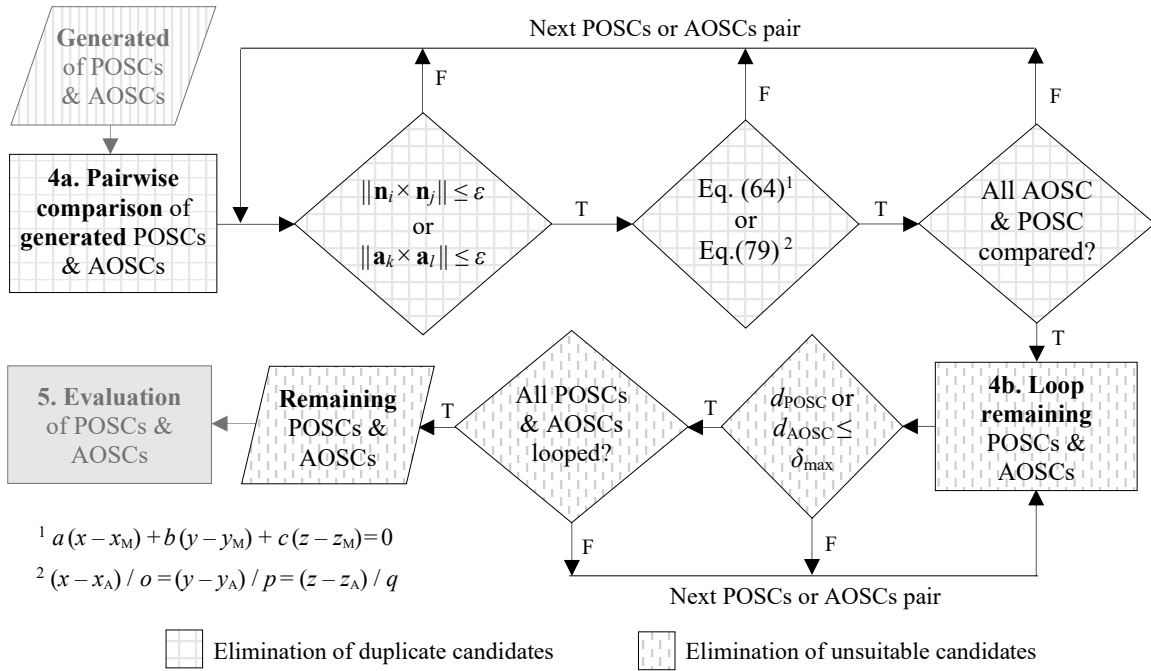 Next POSCs or AOSCs pair
Generated
of POSCs
& AOSCs
F
F
F
4a. Pairwise
comparison of
generated POSCs
& AOSCs
|| nᵢ × nⱼ || ≤ ε
or
|| aₖ × aₗ || ≤ ε
T
Eq. (64)¹
or
Eq.(79) ²
T
All AOSC
& POSC
compared?
T
5. Evaluation
of POSCs &
AOSCs
Remaining
POSCs &
AOSCs
T
All POSCs
& AOSCs
looped?
T
d_POSC or
d_AOSC ≤
δ_max
4b. Loop
remaining
POSCs &
AOSCs
F
F
Next POSCs or AOSCs pair
¹ a (x – x_M) + b (y – y_M) + c (z – z_M) = 0
² (x – x_A) / o = (y – y_A) / p = (z – z_A) / q
Elimination of duplicate candidates
Elimination of unsuitable candidates